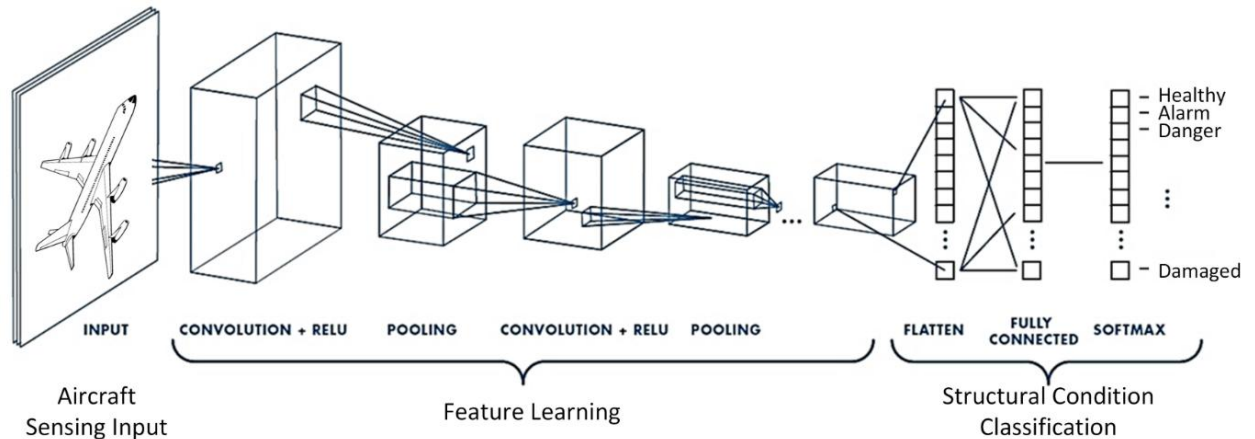 Healthy
Alarm
Danger
Damaged
INPUT
CONVOLUTION + RELU
POOLING
CONVOLUTION + RELU
POOLING
FLATTEN
FULLY
CONNECTED
SOFTMAX
Aircraft
Sensing Input
Feature Learning
Structural Condition
Classification